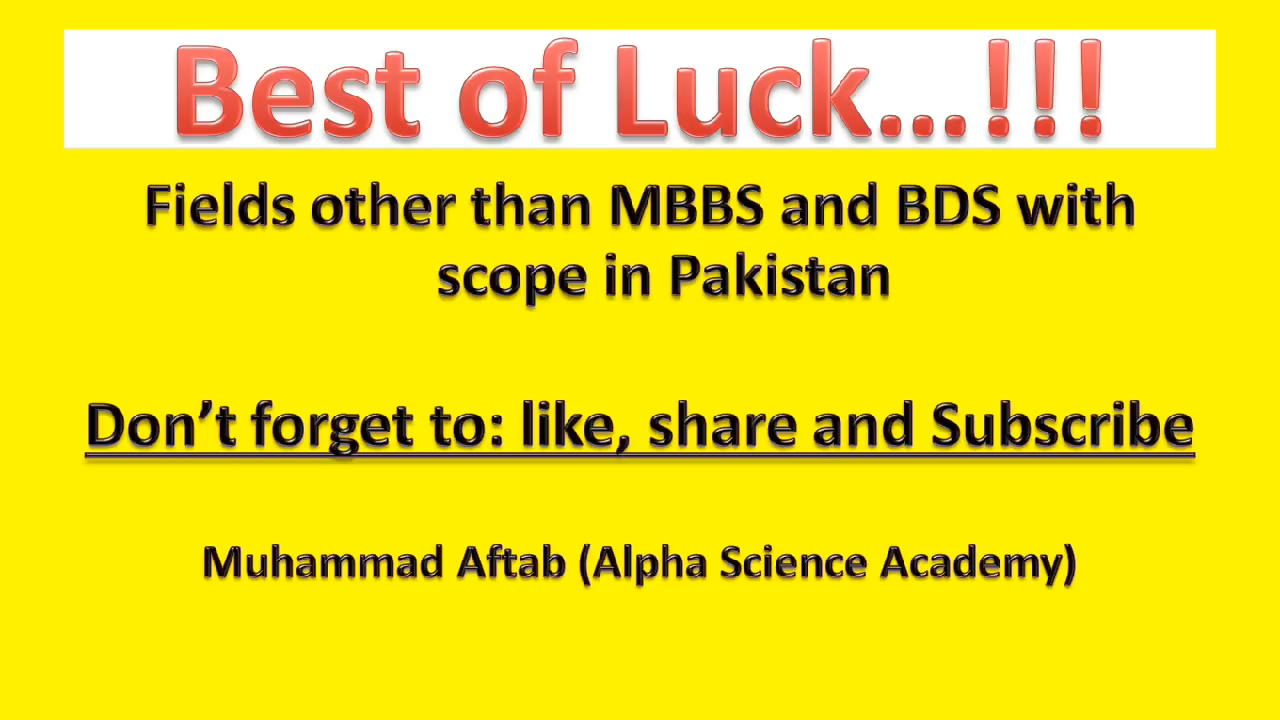 Best of Luck...!!!
Fields other than MBBS and BDS with
scope in Pakistan
Don’t forget to: like, share and Subscribe
Muhammad Aftab (Alpha Science Academy)